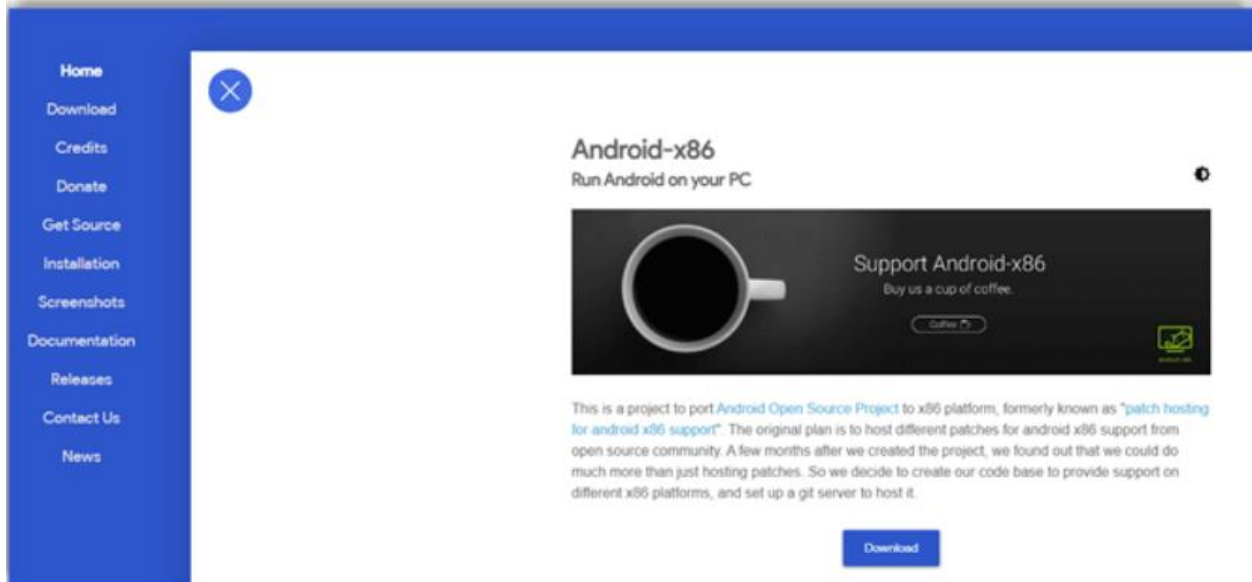 Home
Download
Credits
Donate
Get Source
Installation
Screenshots
Documentation
Releases
Contact Us
News
Android-x86
Run Android on your PC
Support Android-x86
Buy us a cup of coffee.
Coffee
This is a project to port Android Open Source Project to x86 platform, formerly known as "patch hosting
for android x86 support". The original plan is to host different patches for android x86 support from
open source community. A few months after we created the project, we found out that we could do
much more than just hosting patches. So we decide to create our code base to provide support on
different x86 platforms, and set up a git server to host it.
Download